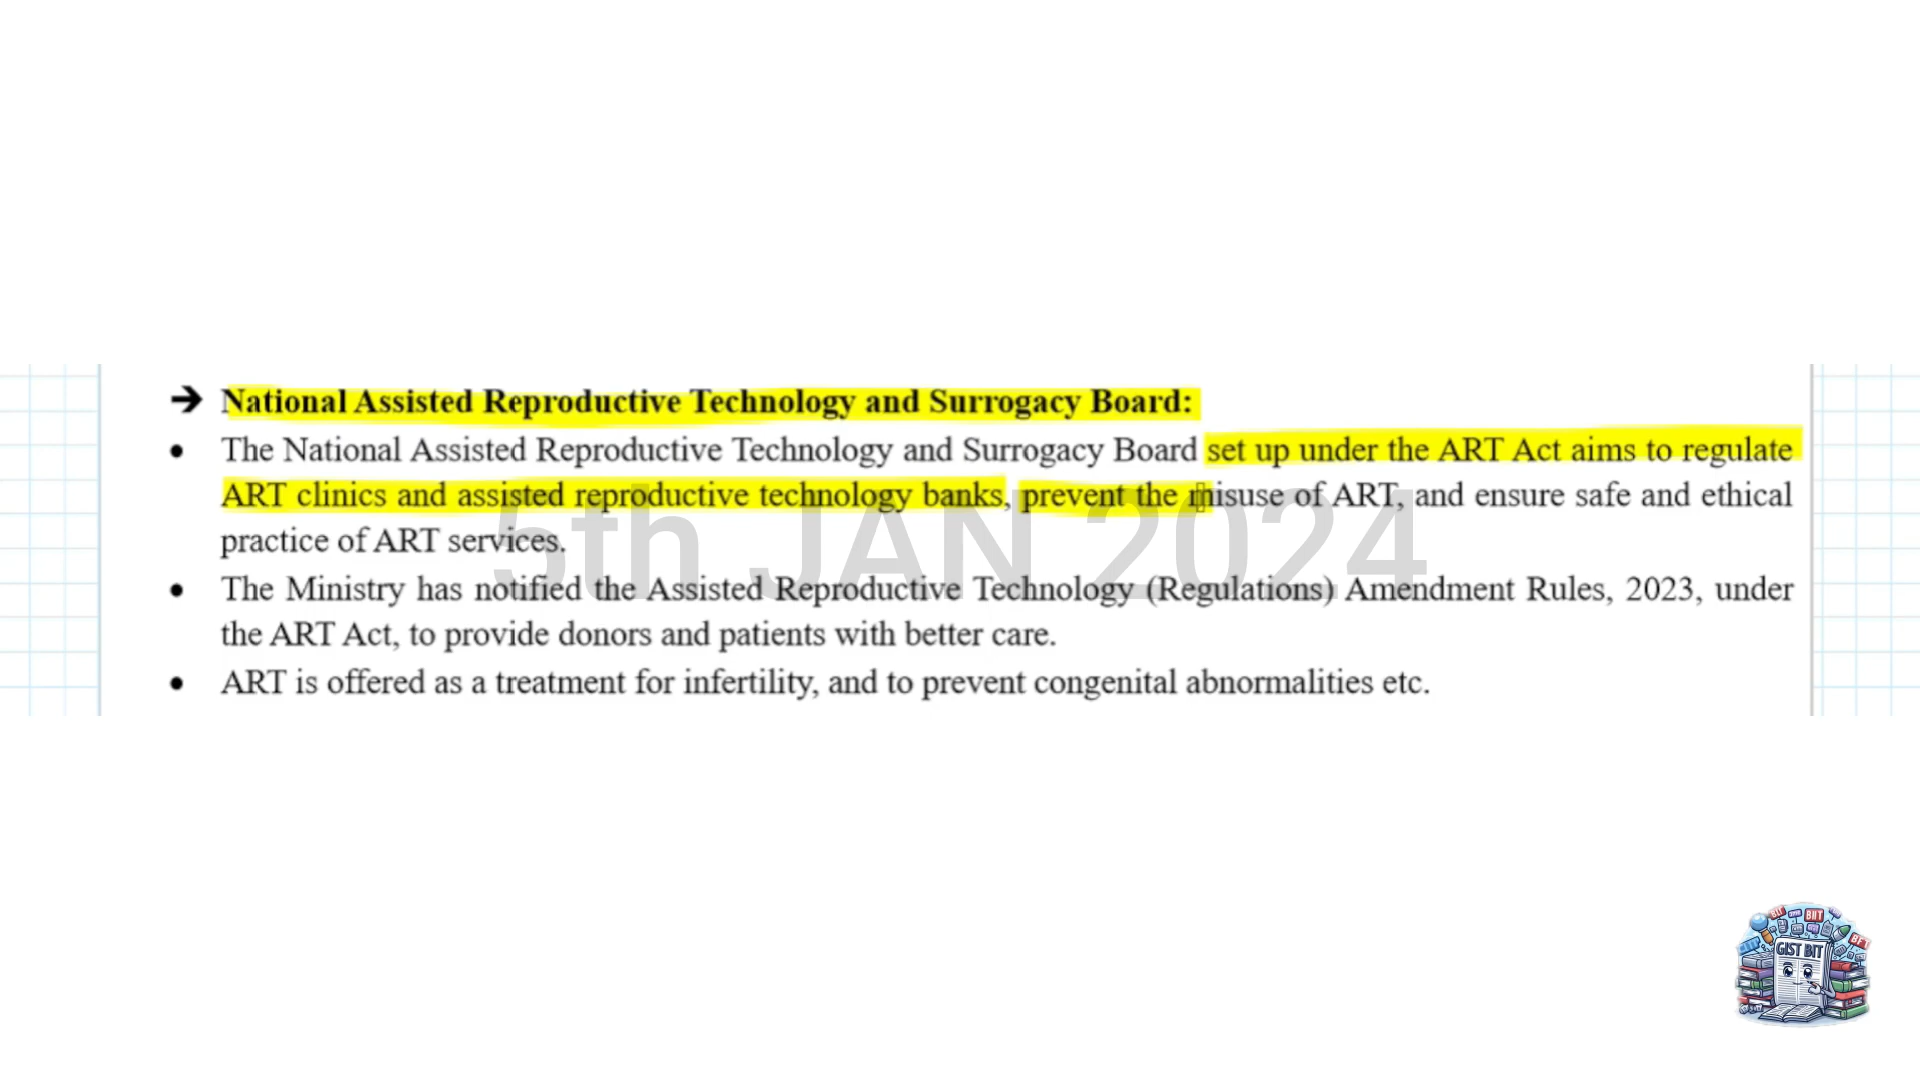 ➔ National Assisted Reproductive Technology and Surrogacy Board:
• The National Assisted Reproductive Technology and Surrogacy Board set up under the ART Act aims to regulate
ART clinics and assisted reproductive technology banks, prevent the misuse of ART, and ensure safe and ethical
practice of ART services.
5th JAN 2024
• The Ministry has notified the Assisted Reproductive Technology (Regulations) Amendment Rules, 2023, under
the ART Act, to provide donors and patients with better care.
• ART is offered as a treatment for infertility, and to prevent congenital abnormalities etc.
GIST BIT